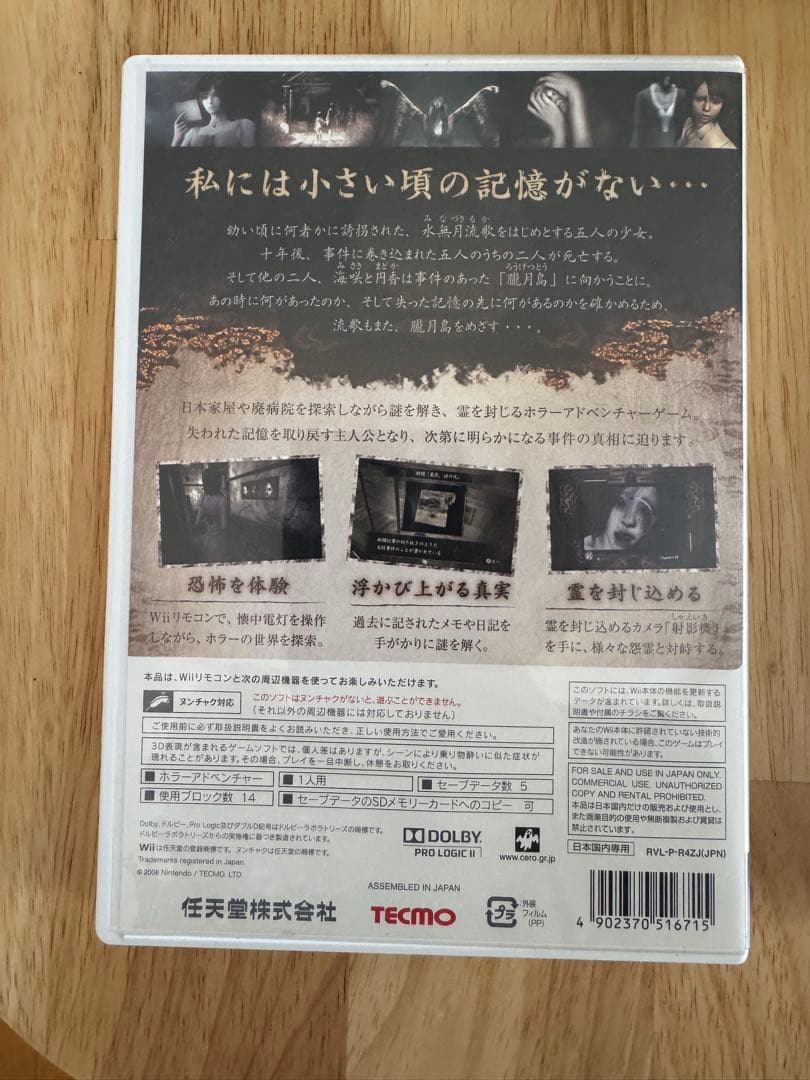 私には小さい頃の記憶がない・・・
みなづきるか
幼い頃に何者かに誘拐された、水無月流歌をはじめとする五人の少女。
十年後、事件に巻き込まれた五人のうちの二人が死亡する。
みさき まどか ろうげつとう
そして他の二人、海咲と円香は事件のあった「朧月島」に向かうことに。
あの時に何があったのか、そして失った記憶の先に何があるのかを確かめるため、
流歌もまた、朧月島をめざす・・・。
日本家屋や廃病院を探索しながら謎を解き、霊を封じるホラーアドベンチャーゲーム。
失われた記憶を取り戻す主人公となり、次第に明らかになる事件の真相に迫ります。
恐怖を体験
Wiiリモコンで、懐中電灯を操作
しながら、ホラーの世界を探索。
浮かび上がる真実
過去に記されたメモや日記を
手がかりに謎を解く。
霊を封じ込める
しゃえいき
霊を封じ込めるカメラ「射影機」
を手に、様々な怨霊と対峙する。
本品は、Wiiリモコンと次の周辺機器を使ってお楽しみいただけます。
ヌンチャク対応
このソフトはヌンチャクがないと、遊ぶことができません。
(それ以外の周辺機器には対応しておりません)
ご使用前に必ず取扱説明書をよくお読みいただき、正しい使用方法でご愛用ください。
3D表現が含まれるゲームソフトでは、個人差はありますが、シーンにより乗り物酔いに似た症状が
現れることがあります。その場合、プレイを一旦中断し、休憩をお取りください。
■ホラーアドベンチャー
■1人用
■セーブデータ数 5
■使用ブロック数 14
■セーブデータのSDメモリーカードへのコピー 可
このソフトには、Wii本体の機能を更新する
データが含まれています。詳しくは、取扱説
明書や付属のチラシをご覧ください。
あなたのWii本体に許諾されていない技術的
改造が施されている場合、このゲームはプレイ
できない可能性があります。
FOR SALE AND USE IN JAPAN ONLY.
COMMERCIAL USE, UNAUTHORIZED
COPY AND RENTAL PROHIBITED.
本品は日本国内だけの販売および使用とし、
また商業目的の使用や無断複製および賃貸は
禁止されています。
日本国内専用
RVL-P-R4ZJ(JPN)
Dolby、ドルビー、Pro Logic及びダブルD記号はドルビーラボラトリーズの商標です。
ドルビーラボラトリーズからの実施権に基づき製造されています。
Wiiは任天堂の登録商標です。ヌンチャクは任天堂の商標です。
Trademarks registered in Japan.
© 2008 Nintendo / TECMO, LTD.
DOLBY
PRO LOGIC II
www.cero.gr.jp
ASSEMBLED IN JAPAN
任天堂株式会社
TECMO
プラ
外装
フィルム
(PP)
4 902370 516715